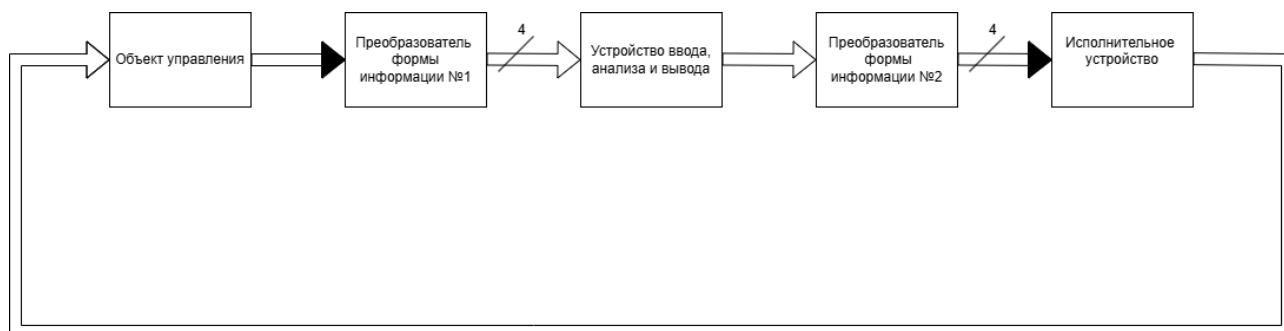 Объект управления
Преобразователь
формы
информации №1
4
Устройство ввода,
анализа и вывода
Преобразователь
формы
информации №2
4
Исполнительное
устройство